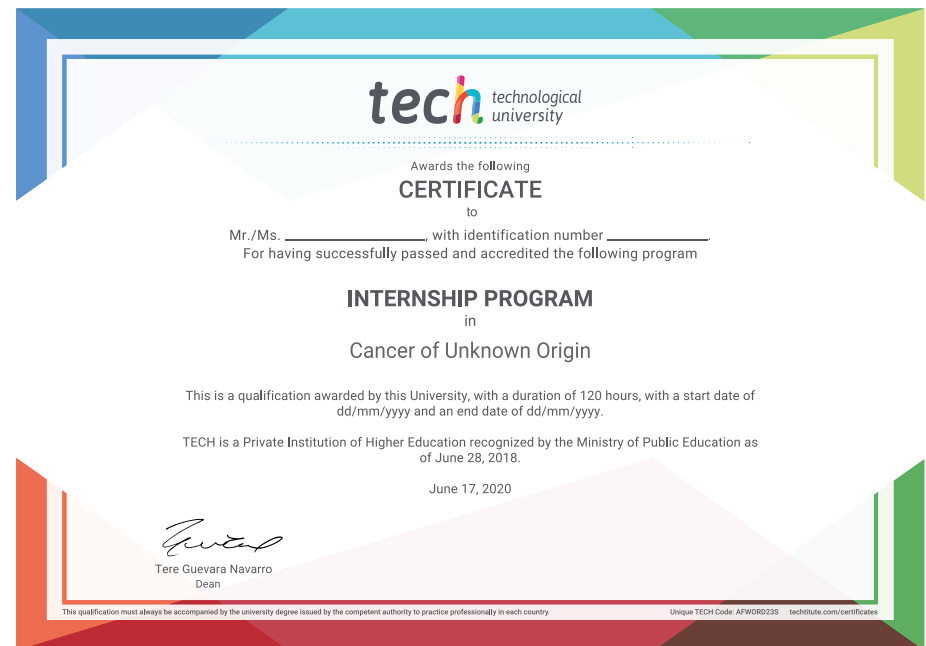 tech technological
university
Awards the following
CERTIFICATE
to
Mr./Ms. ____________________, with identification number ______________.
For having successfully passed and accredited the following program
INTERNSHIP PROGRAM
in
Cancer of Unknown Origin
This is a qualification awarded by this University, with a duration of 120 hours, with a start date of
dd/mm/yyyy and an end date of dd/mm/yyyy.
TECH is a Private Institution of Higher Education recognized by the Ministry of Public Education as
of June 28, 2018.
June 17, 2020
Tere Guevara Navarro
Dean
This qualification must always be accompanied by the university degree issued by the competent authority to practice professionally in each country.
Unique TECH Code: AFWORD23S techtitute.com/certificates